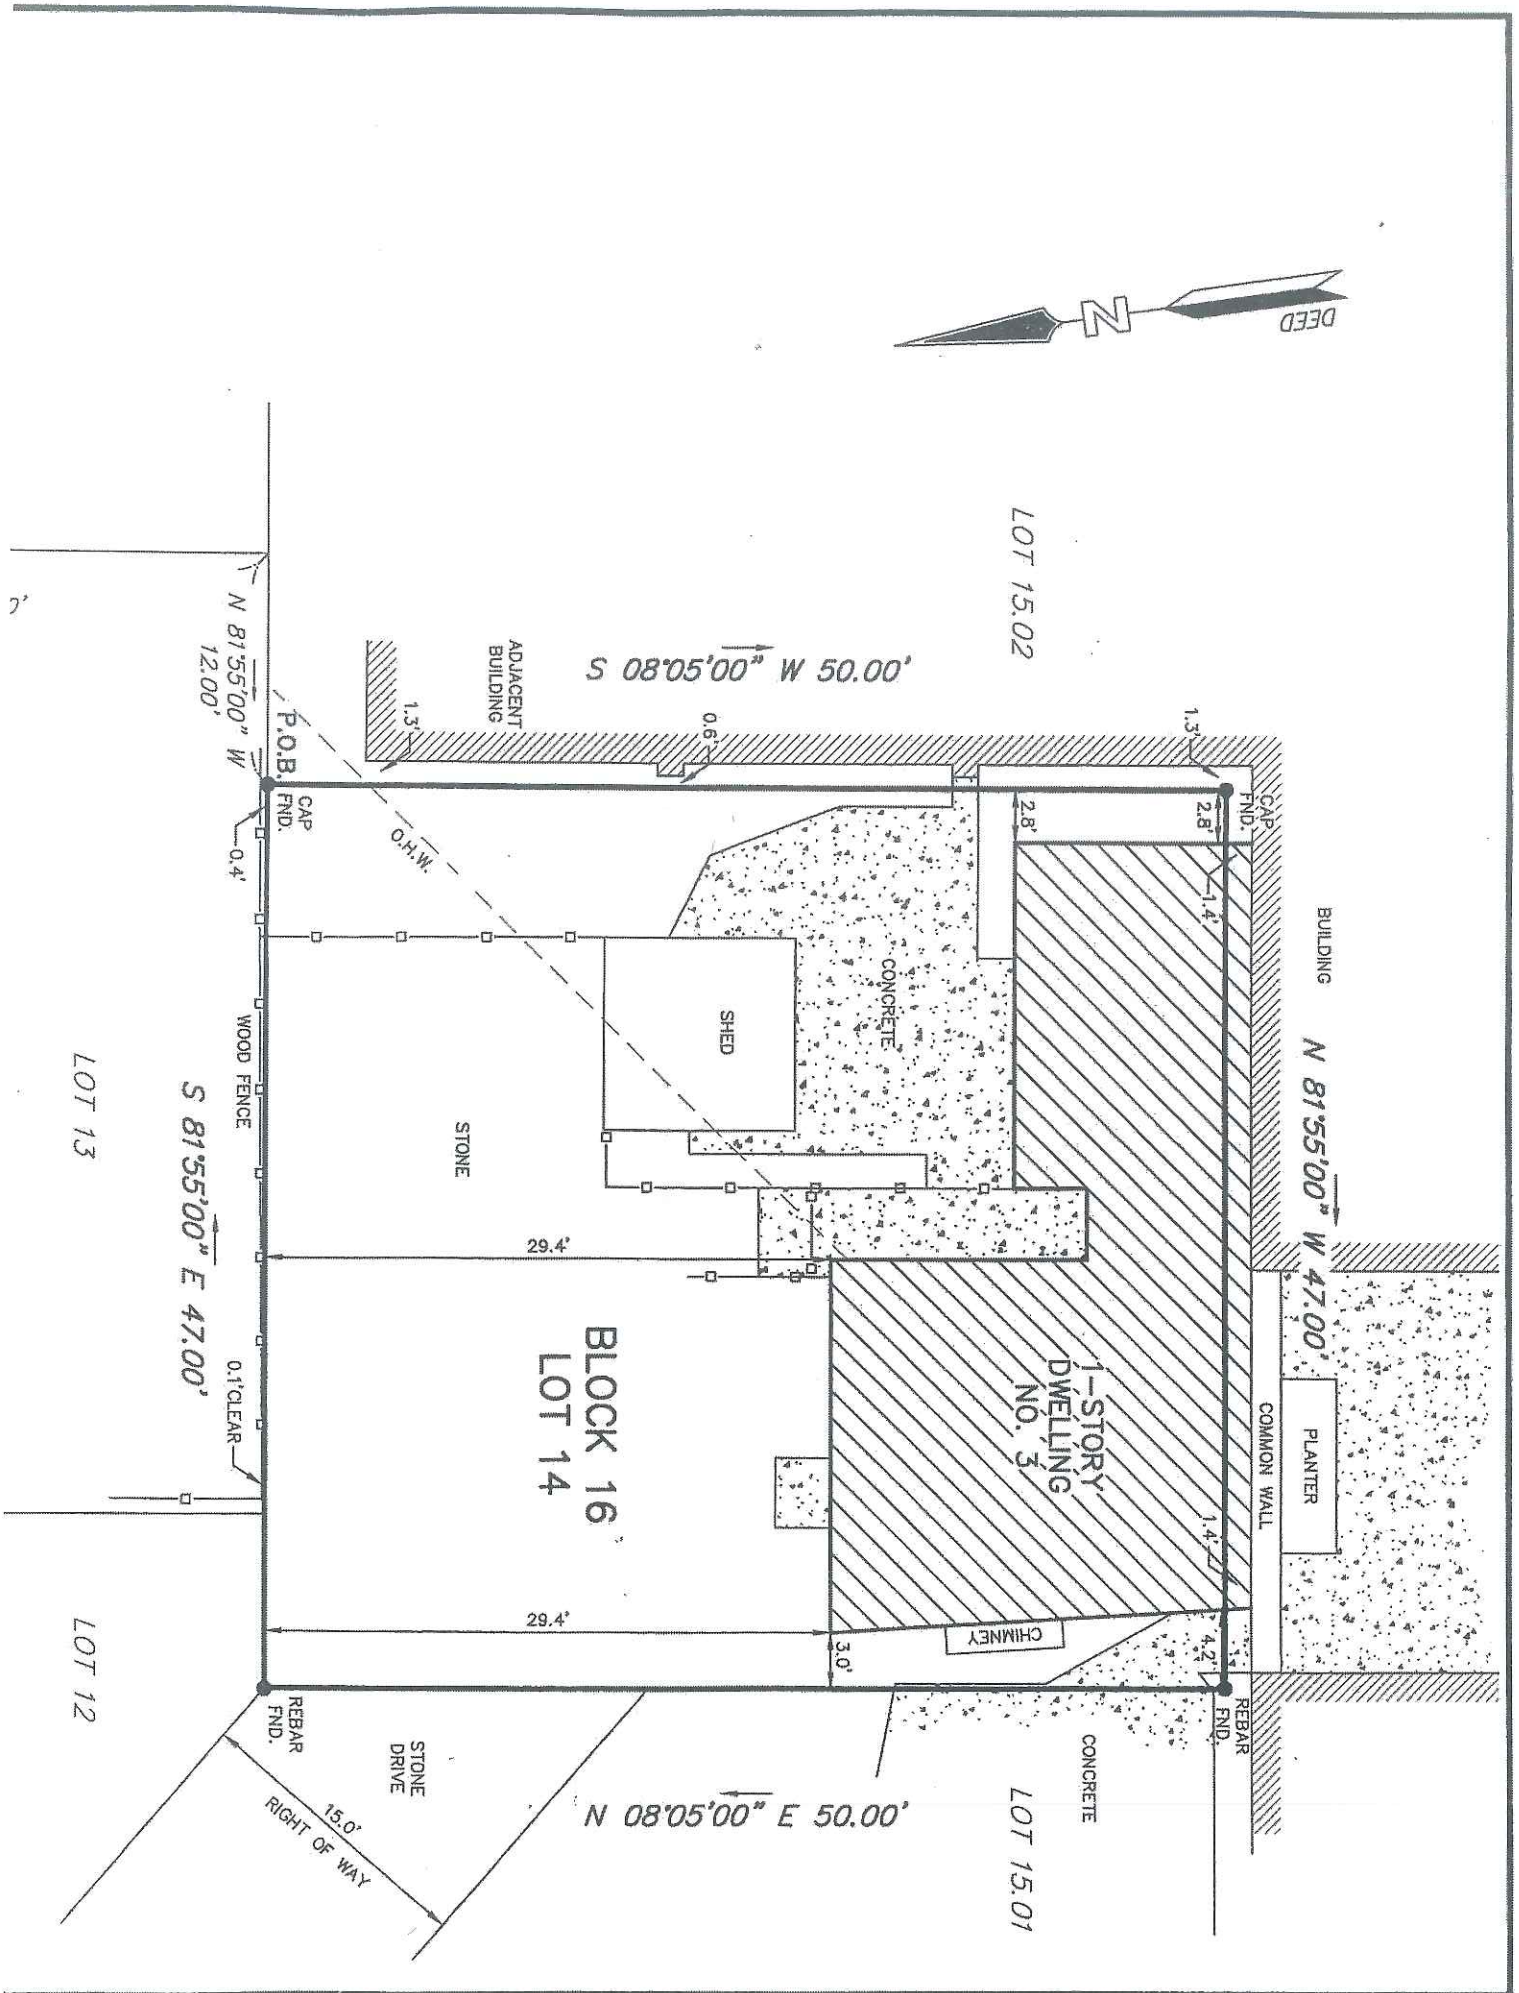 DEED
N
LOT 15.02
BUILDING
N 81°55'00" W 47.00'
PLANTER
COMMON WALL
CAP
FND.
1.3'
2.8'
2.8'
1.4'
1.4'
4.2'
REBAR
FND.
S 08°05'00" W 50.00'
ADJACENT
BUILDING
0.6'
1.3'
1-STORY
DWELLING
NO. 3
CHIMNEY
3.0'
CONCRETE
CONCRETE
LOT 15.01
SHED
O.H.W.
N 08°05'00" E 50.00'
BLOCK 16
LOT 14
29.4'
29.4'
STONE
STONE
DRIVE
15.0'
RIGHT OF WAY
P.O.B.
CAP
FND.
N 81°55'00" W
12.00'
0.4'
WOOD FENCE
0.1'CLEAR
REBAR
FND.
S 81°55'00" E 47.00'
LOT 13
LOT 12